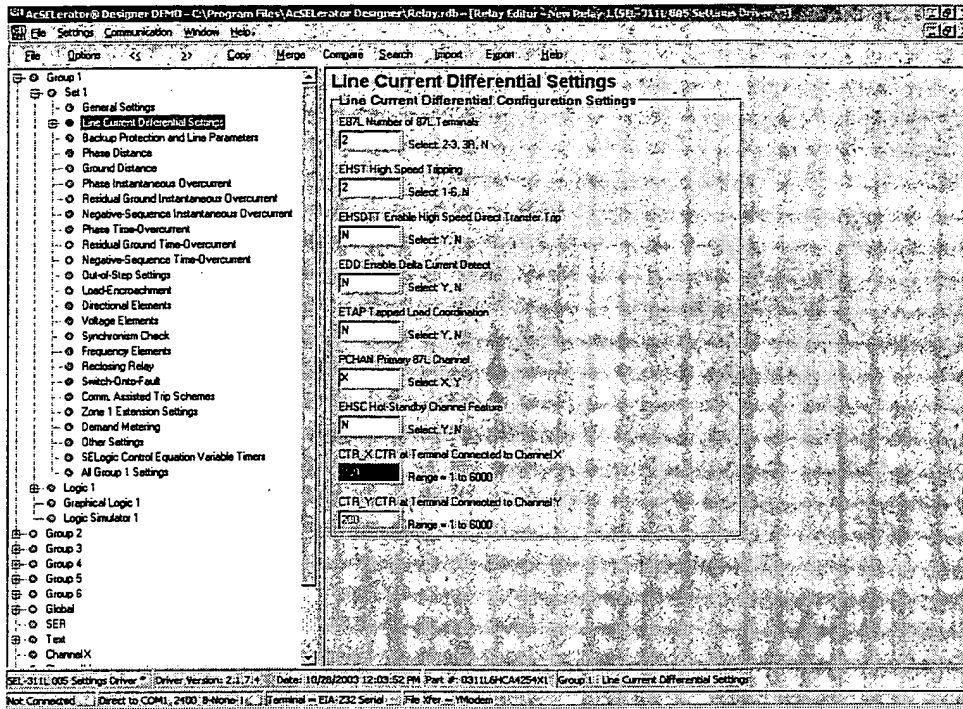 AcSELerator® Designer DEMO - C:\Program Files\AcSELerator Designer\Relay.rdb - [Relay Editor - New Relay 1 (SEL-311L 005 Settings Driver *)]
File Settings Communication Window Help
File Options << >> Copy Merge Compare Search Import Export Help
Group 1
Set 1
General Settings
Line Current Differential Settings
Backup Protection and Line Parameters
Phase Distance
Ground Distance
Phase Instantaneous Overcurrent
Residual Ground Instantaneous Overcurrent
Negative-Sequence Instantaneous Overcurrent
Phase Time-Overcurrent
Residual Ground Time-Overcurrent
Negative-Sequence Time-Overcurrent
Out-of-Step Settings
Load-Encroachment
Directional Elements
Voltage Elements
Synchronism Check
Frequency Elements
Reclosing Relay
Switch-Onto-Fault
Comm. Assisted Trip Schemes
Zone 1 Extension Settings
Demand Metering
Other Settings
SELogic Control Equation Variable Timers
All Group 1 Settings
Logic 1
Graphical Logic 1
Logic Simulator 1
Group 2
Group 3
Group 4
Group 5
Group 6
Global
SER
Text
Channel X
Line Current Differential Settings
Line Current Differential Configuration Settings
E87L Number of 87L Terminals
2 Select: 2-3, 3R, N
EHST High Speed Tripping
2 Select: 1-6, N
EHSDTT Enable High Speed Direct Transfer Trip
N Select: Y, N
EDD Enable Delta Current Detect
N Select: Y, N
ETAP Tapped Load Coordination
N Select: Y, N
PCHAN Primary 87L Channel
X Select: X, Y
EHSC Hot-Standby Channel Feature
N Select: Y, N
CTR_X CTR at Terminal Connected to Channel X
Range = 1 to 6000
CTR_Y CTR at Terminal Connected to Channel Y
200 Range = 1 to 6000
SEL-311L 005 Settings Driver * Driver Version: 2.1.7.4 Date: 10/28/2003 12:03:52 PM Part #: 0311L6HCA4254X1 Group 1 : Line Current Differential Settings
Not Connected Direct to COM1, 2400 8-None-1 Terminal = EIA-232 Serial File Xfer = YModem